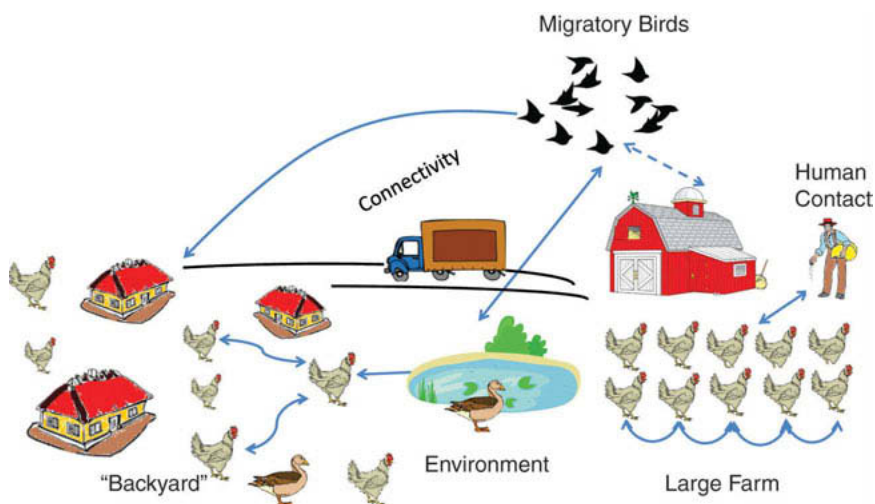 Migratory Birds
Connectivity
Human
Contact
"Backyard"
Environment
Large Farm